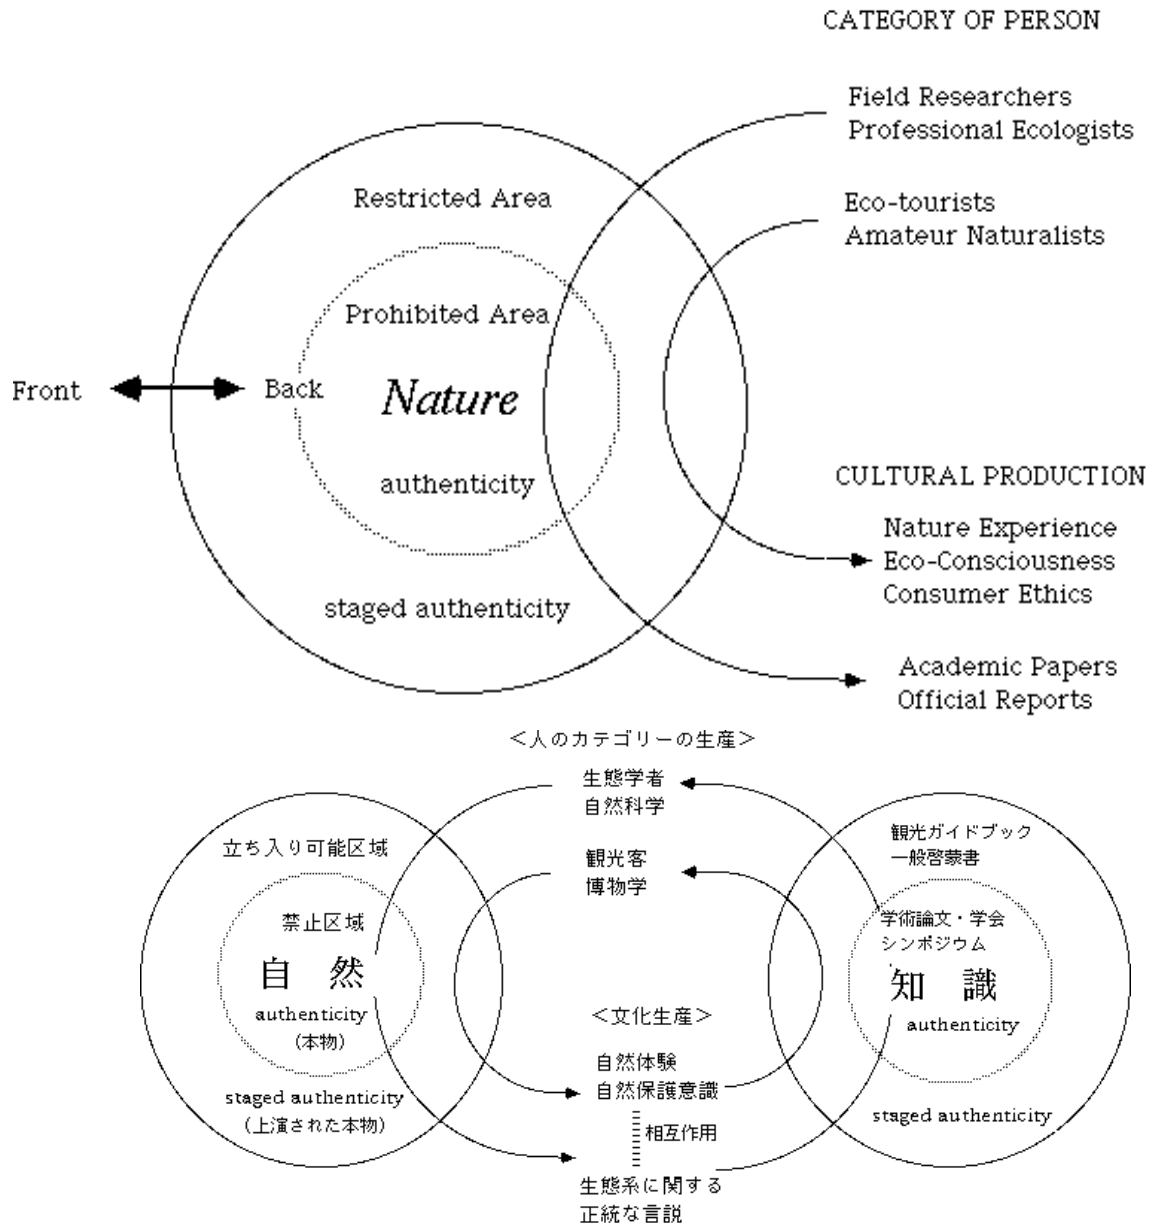 CATEGORY OF PERSON
Field Researchers
Professional Ecologists
Restricted Area
Eco-tourists
Amateur Naturalists
Prohibited Area
Front
Back
Nature
authenticity
CULTURAL PRODUCTION
Nature Experience
Eco-Consciousness
Consumer Ethics
staged authenticity
Academic Papers
Official Reports
＜人のカテゴリーの生産＞
生態学者
自然科学
立ち入り可能区域
観光ガイドブック
一般啓蒙書
観光客
博物学
禁止区域
自 然
authenticity
（本物）
学術論文・学会
シンポジウム
知 識
authenticity
＜文化生産＞
自然体験
自然保護意識
staged authenticity
（上演された本物）
staged authenticity
相互作用
生態系に関する
正統な言説